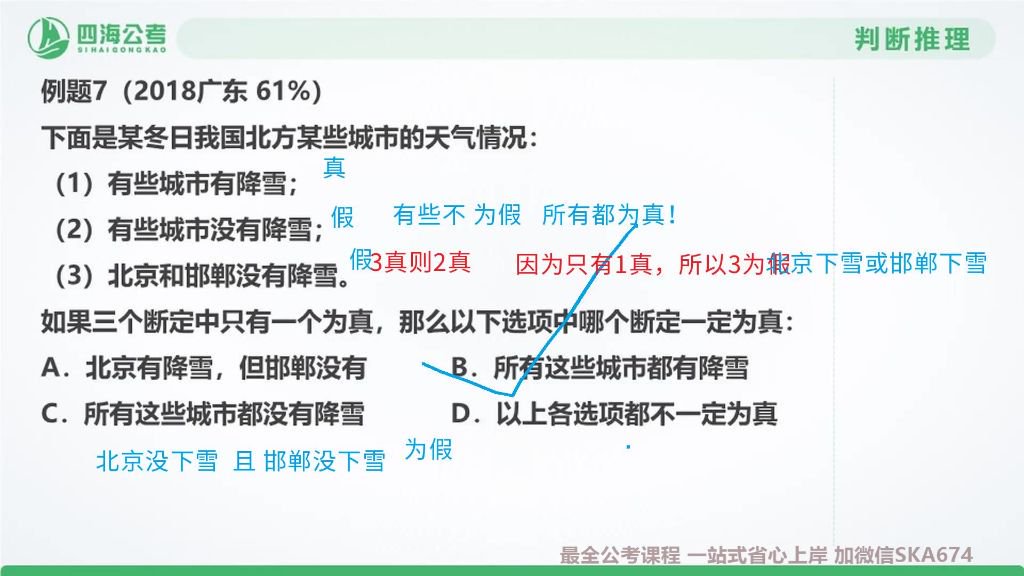 四海公考
SIHAIGONGKAO
判断推理
例题7（2018广东 61%）
下面是某冬日我国北方某些城市的天气情况：
（1）有些城市有降雪； 真
（2）有些城市没有降雪； 假 有些不 为假 所有都为真！
（3）北京和邯郸没有降雪。 假 3真则2真 因为只有1真，所以3为假 北京下雪或邯郸下雪
如果三个断定中只有一个为真，那么以下选项中哪个断定一定为真：
A．北京有降雪，但邯郸没有 B．所有这些城市都有降雪
C．所有这些城市都没有降雪 D．以上各选项都不一定为真
北京没下雪 且 邯郸没下雪 为假
最全公考课程 一站式省心上岸 加微信SKA674